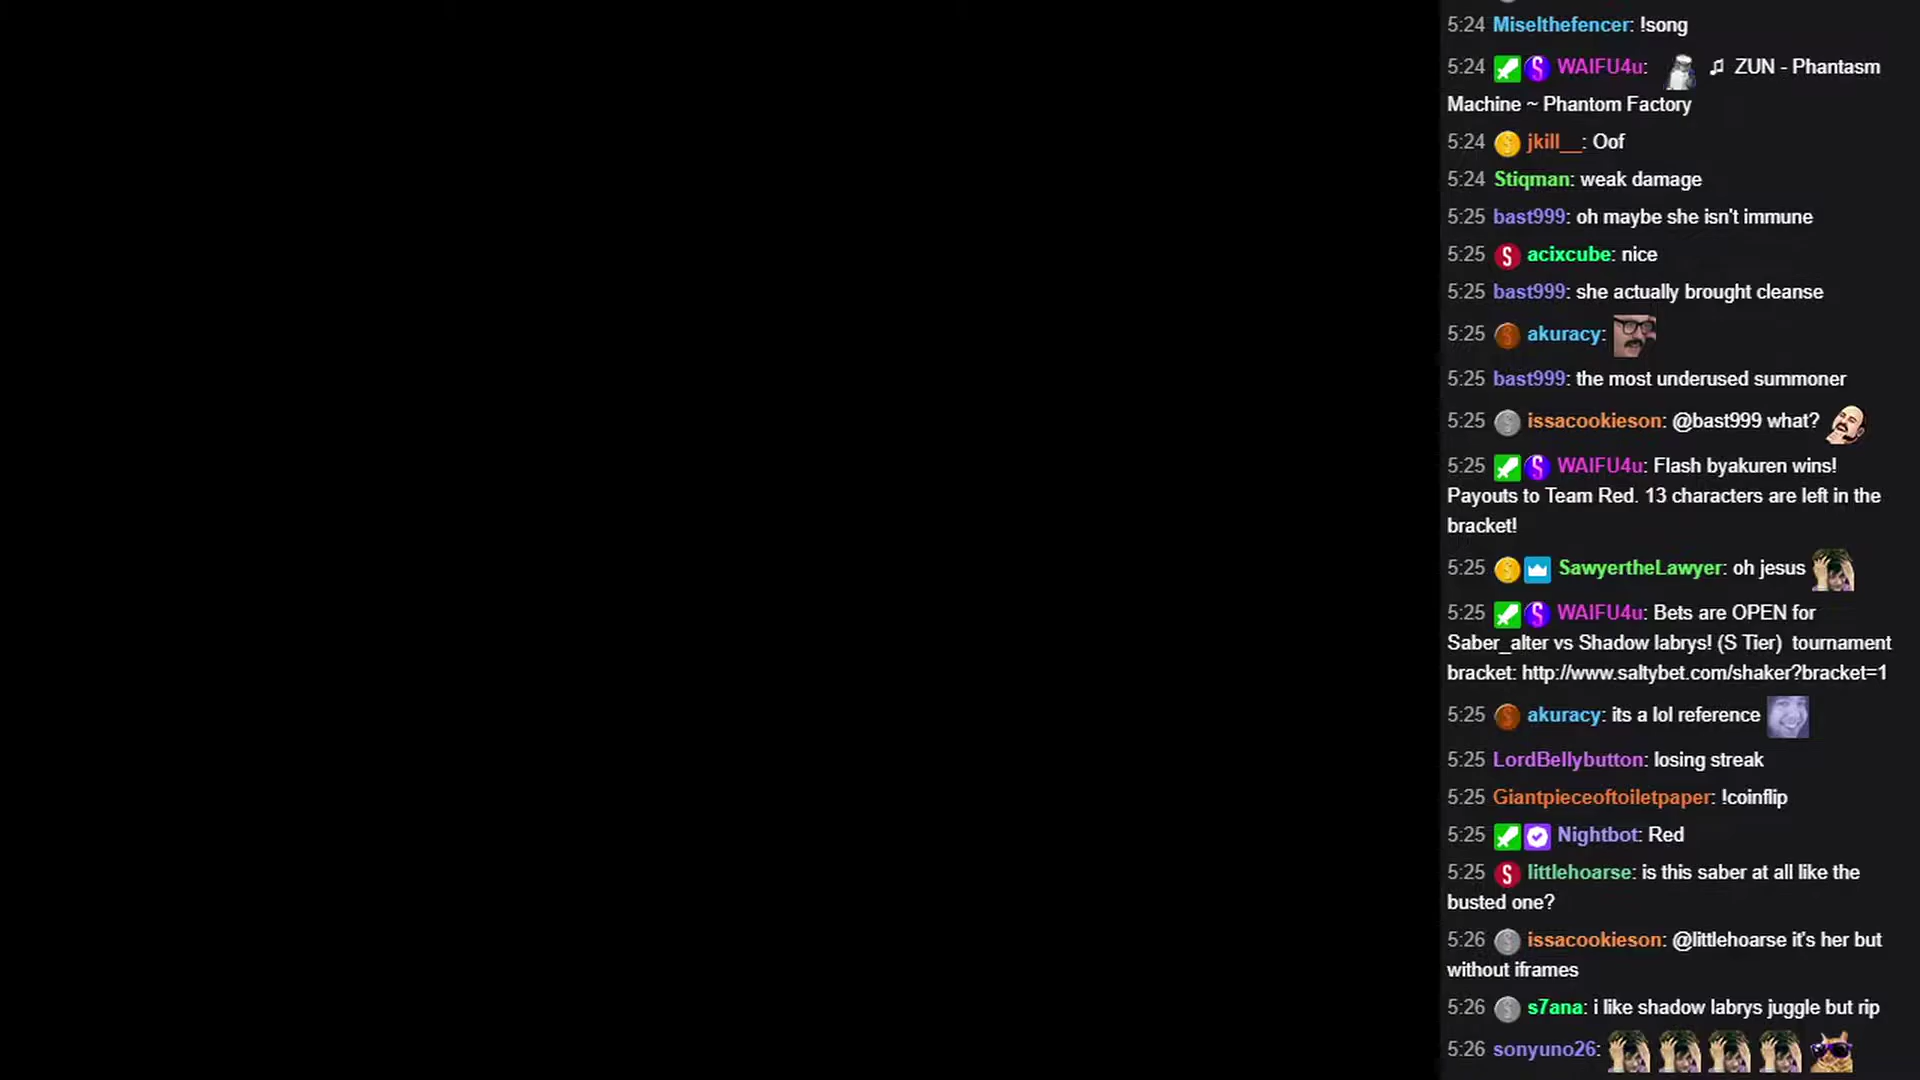 5:24 Miselthefencer: !song
5:24 WAIFU4u: ♫ ZUN - Phantasm
Machine ~ Phantom Factory
5:24 jkill__: Oof
5:24 Stiqman: weak damage
5:25 bast999: oh maybe she isn't immune
5:25 acixcube: nice
5:25 bast999: she actually brought cleanse
5:25 akuracy:
5:25 bast999: the most underused summoner
5:25 issacookieson: @bast999 what?
5:25 WAIFU4u: Flash byakuren wins!
Payouts to Team Red. 13 characters are left in the
bracket!
5:25 SawyertheLawyer: oh jesus
5:25 WAIFU4u: Bets are OPEN for
Saber_alter vs Shadow labrys! (S Tier) tournament
bracket: http://www.saltybet.com/shaker?bracket=1
5:25 akuracy: its a lol reference
5:25 LordBellybutton: losing streak
5:25 Giantpieceoftoiletpaper: !coinflip
5:25 Nightbot: Red
5:25 littlehoarse: is this saber at all like the
busted one?
5:26 issacookieson: @littlehoarse it's her but
without iframes
5:26 s7ana: i like shadow labrys juggle but rip
5:26 sonyuno26: